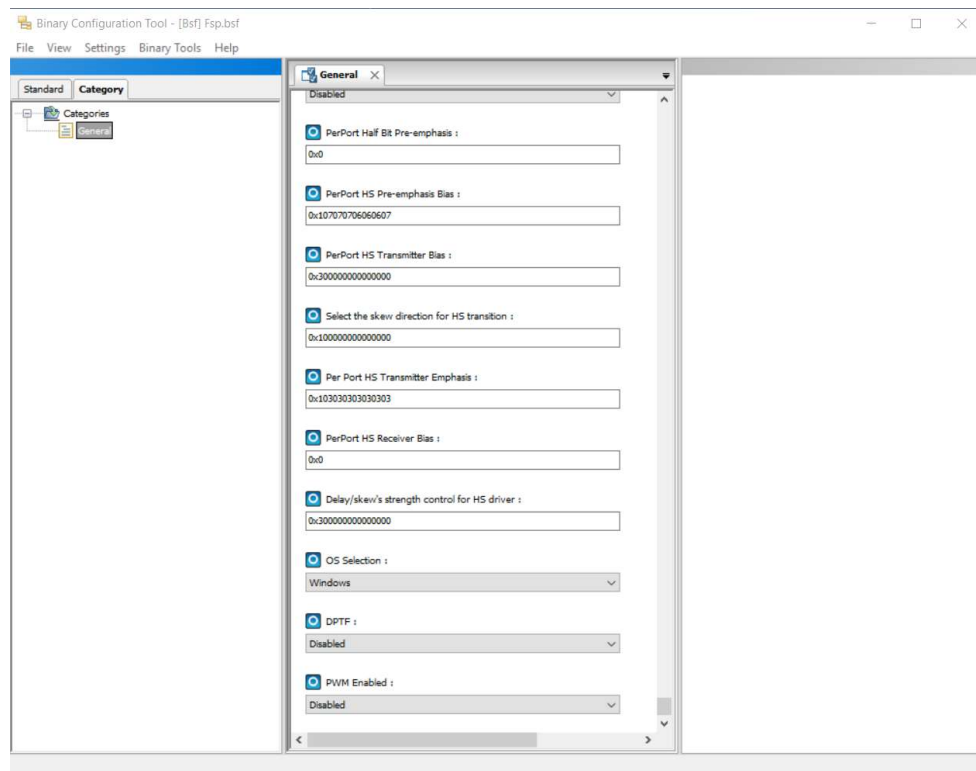 Binary Configuration Tool - [Bsf] Fsp.bsf
File View Settings Binary Tools Help
Standard Category
Categories
General
General
Disabled
PerPort Half Bit Pre-emphasis :
0x0
PerPort HS Pre-emphasis Bias :
0x107070706060607
PerPort HS Transmitter Bias :
0x300000000000000
Select the skew direction for HS transition :
0x100000000000000
Per Port HS Transmitter Emphasis :
0x103030303030303
PerPort HS Receiver Bias :
0x0
Delay/skew's strength control for HS driver :
0x300000000000000
OS Selection :
Windows
DPTF :
Disabled
PWM Enabled :
Disabled